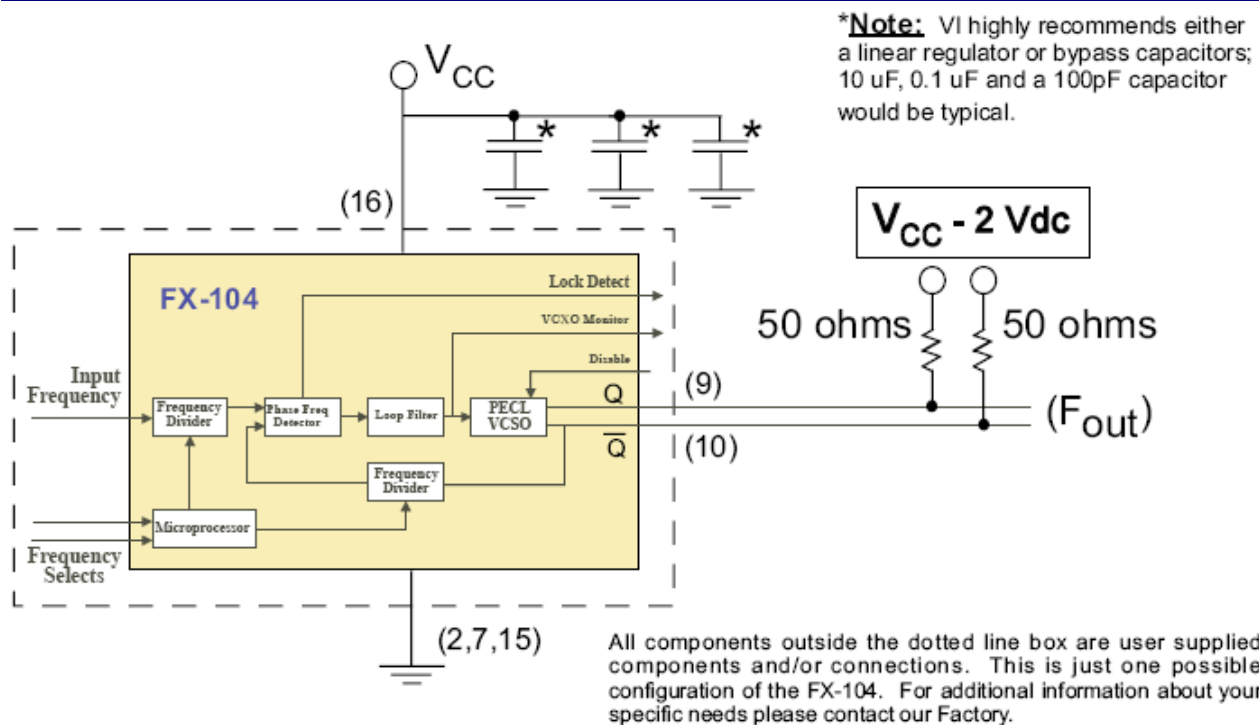 *Note: VI highly recommends either
a linear regulator or bypass capacitors;
10 uF, 0.1 uF and a 100pF capacitor
would be typical.
VCC
* * *
(16)
VCC - 2 Vdc
50 ohms 50 ohms
FX-104
Lock Detect
VCXO Monitor
Disable
Input
Frequency
Frequency
Divider
Phase Freq
Detector
Loop Filter
PECL
VCSO
Q (9)
Q̅ (10)
(Fout)
Frequency
Divider
Microprocessor
Frequency
Selects
(2,7,15)
All components outside the dotted line box are user supplied
components and/or connections. This is just one possible
configuration of the FX-104. For additional information about your
specific needs please contact our Factory.